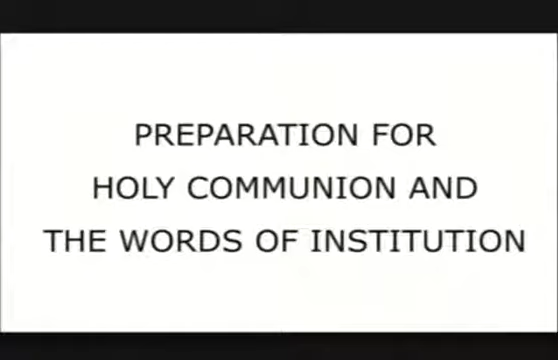 PREPARATION FOR
HOLY COMMUNION AND
THE WORDS OF INSTITUTION